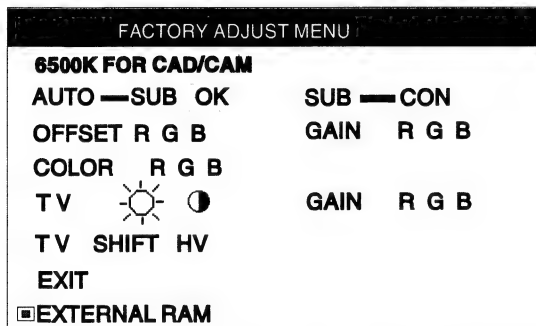 FACTORY ADJUST MENU
6500K FOR CAD/CAM
AUTO — SUB OK SUB — CON
OFFSET R G B GAIN R G B
COLOR R G B
TV GAIN R G B
TV SHIFT HV
EXIT
EXTERNAL RAM